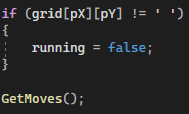 if (grid[pX][pY] != ' ')
{
    running = false;
}

GetMoves();